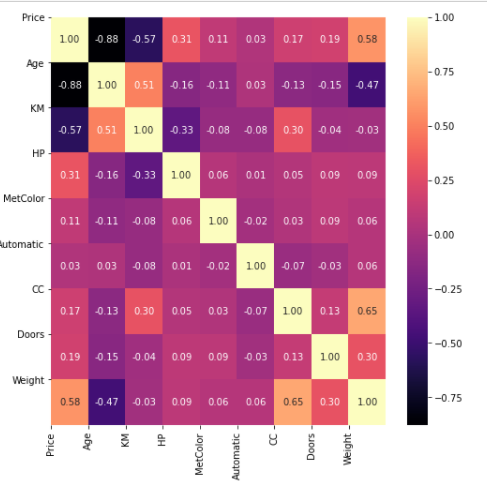 Price
1.00 -0.88 -0.57 0.31 0.11 0.03 0.17 0.19 0.58
Age
-0.88 1.00 0.51 -0.16 -0.11 0.03 -0.13 -0.15 -0.47
KM
-0.57 0.51 1.00 -0.33 -0.08 -0.08 0.30 -0.04 -0.03
HP
0.31 -0.16 -0.33 1.00 0.06 0.01 0.05 0.09 0.09
MetColor
0.11 -0.11 -0.08 0.06 1.00 -0.02 0.03 0.09 0.06
Automatic
0.03 0.03 -0.08 0.01 -0.02 1.00 -0.07 -0.03 0.06
CC
0.17 -0.13 0.30 0.05 0.03 -0.07 1.00 0.13 0.65
Doors
0.19 -0.15 -0.04 0.09 0.09 -0.03 0.13 1.00 0.30
Weight
0.58 -0.47 -0.03 0.09 0.06 0.06 0.65 0.30 1.00
Price Age KM HP MetColor Automatic CC Doors Weight
1.00
0.75
0.50
0.25
0.00
-0.25
-0.50
-0.75